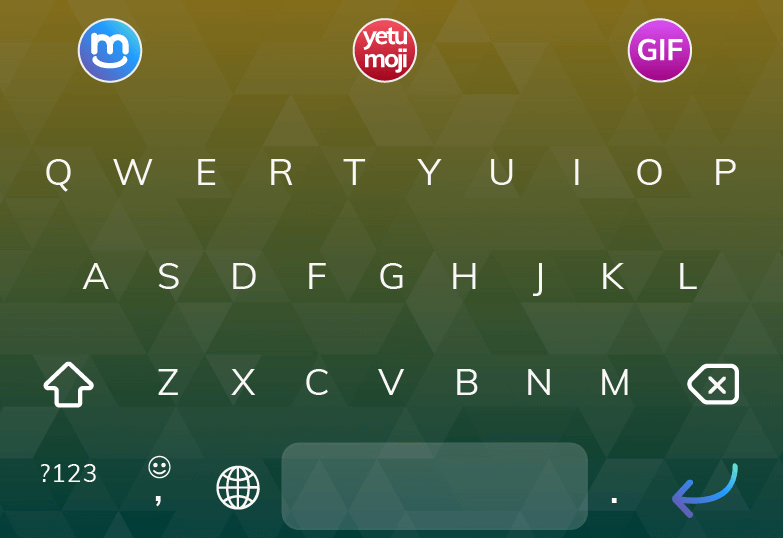 m yetu moji GIF
Q W E R T Y U I O P
A S D F G H J K L
Z X C V B N M
?123 , .